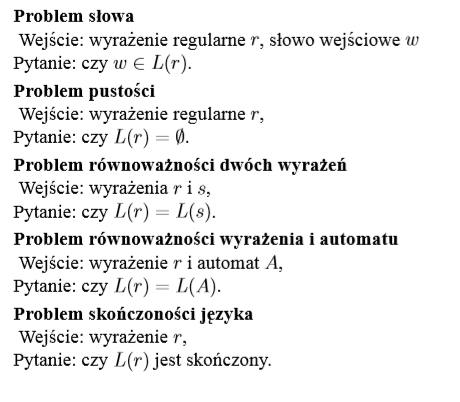 Problem słowa
Wejście: wyrażenie regularne r, słowo wejściowe w
Pytanie: czy w ∈ L(r).
Problem pustości
Wejście: wyrażenie regularne r,
Pytanie: czy L(r) = ∅.
Problem równoważności dwóch wyrażeń
Wejście: wyrażenia r i s,
Pytanie: czy L(r) = L(s).
Problem równoważności wyrażenia i automatu
Wejście: wyrażenie r i automat A,
Pytanie: czy L(r) = L(A).
Problem skończoności języka
Wejście: wyrażenie r,
Pytanie: czy L(r) jest skończony.